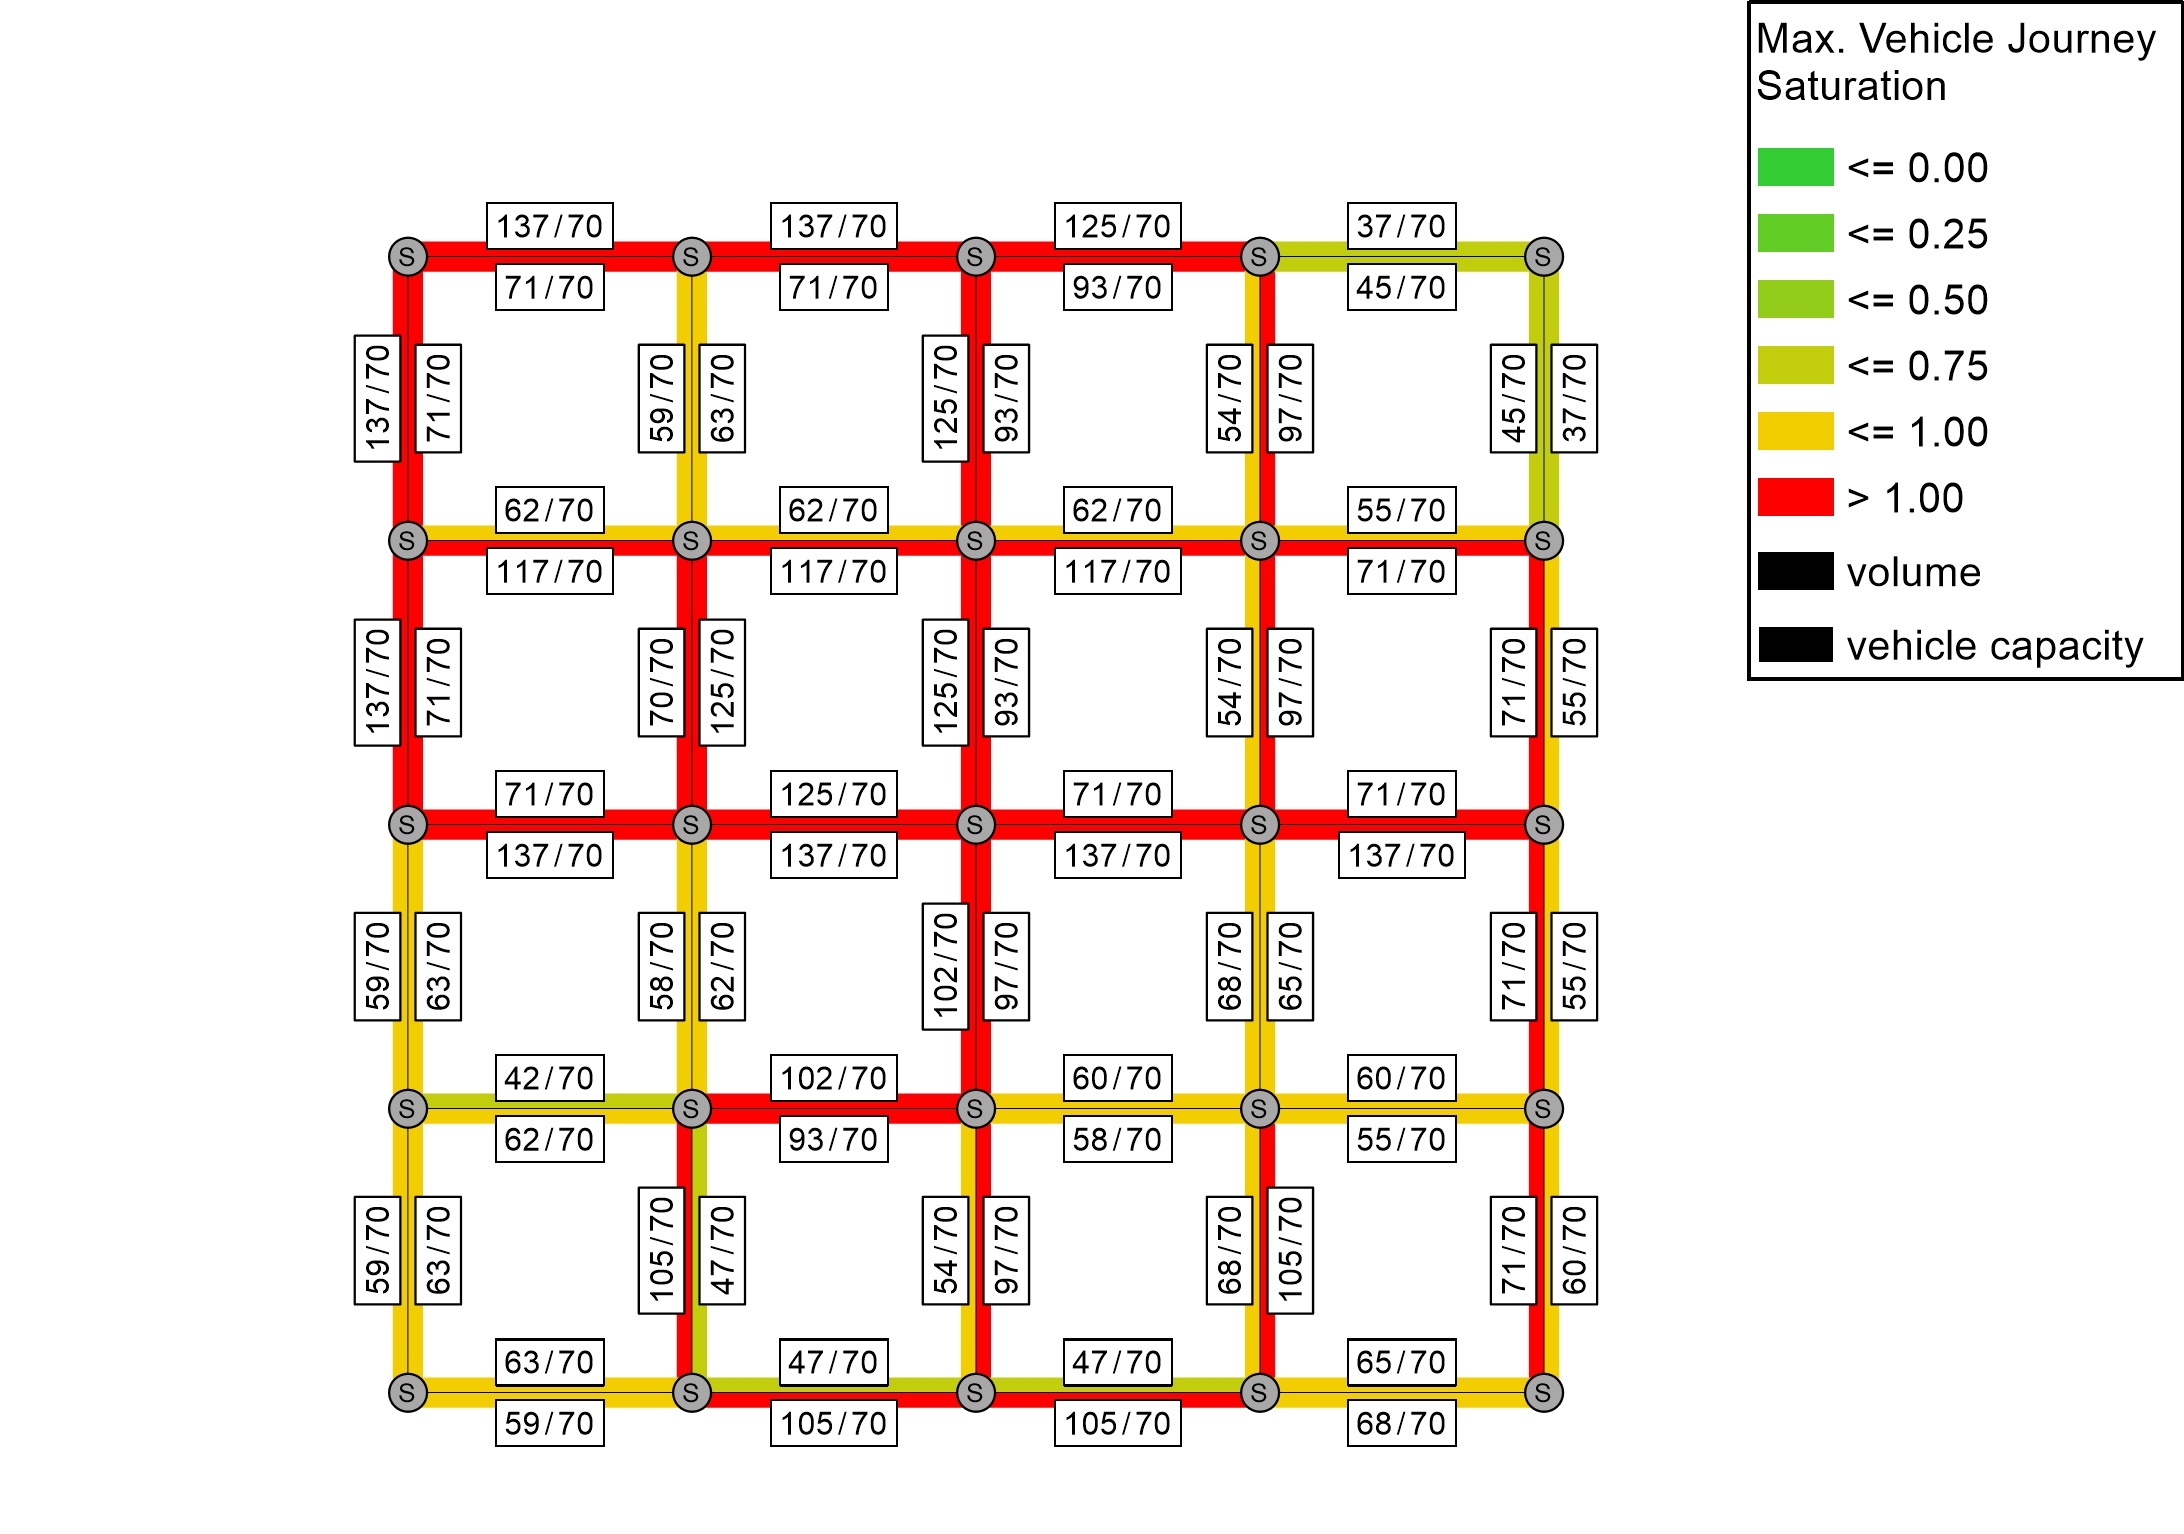 Max. Vehicle Journey
Saturation
<= 0.00
<= 0.25
<= 0.50
<= 0.75
<= 1.00
> 1.00
volume
vehicle capacity
137/70 137/70 125/70 37/70
S S S S S
71/70 71/70 93/70 45/70
137/70 71/70 59/70 63/70 125/70 93/70 54/70 97/70 45/70 37/70
62/70 62/70 62/70 55/70
S S S S S
117/70 117/70 117/70 71/70
137/70 71/70 70/70 125/70 125/70 93/70 54/70 97/70 71/70 55/70
71/70 125/70 71/70 71/70
S S S S S
137/70 137/70 137/70 137/70
59/70 63/70 58/70 62/70 102/70 97/70 68/70 65/70 71/70 55/70
42/70 102/70 60/70 60/70
S S S S S
62/70 93/70 58/70 55/70
59/70 63/70 105/70 47/70 54/70 97/70 68/70 105/70 71/70 60/70
63/70 47/70 47/70 65/70
S S S S S
59/70 105/70 105/70 68/70